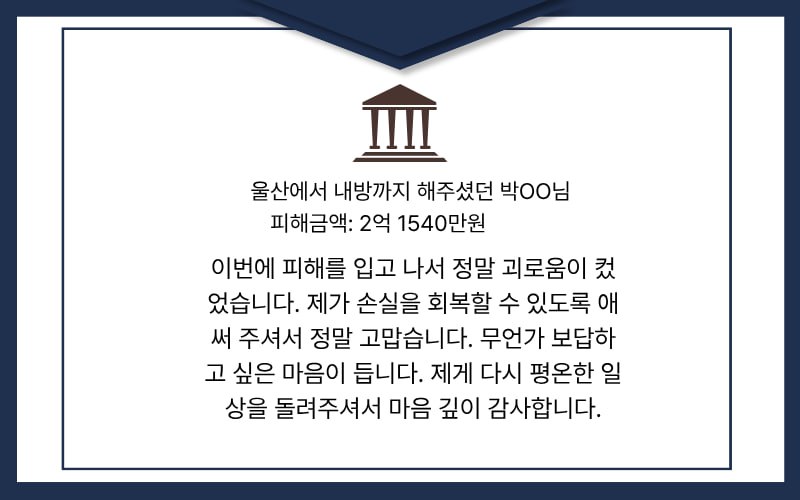 울산에서 내방까지 해주셨던 박OO님
피해금액: 2억 1540만원
이번에 피해를 입고 나서 정말 괴로움이 컸
었습니다. 제가 손실을 회복할 수 있도록 애
써 주셔서 정말 고맙습니다. 무언가 보답하
고 싶은 마음이 듭니다. 제게 다시 평온한 일
상을 돌려주셔서 마음 깊이 감사합니다.